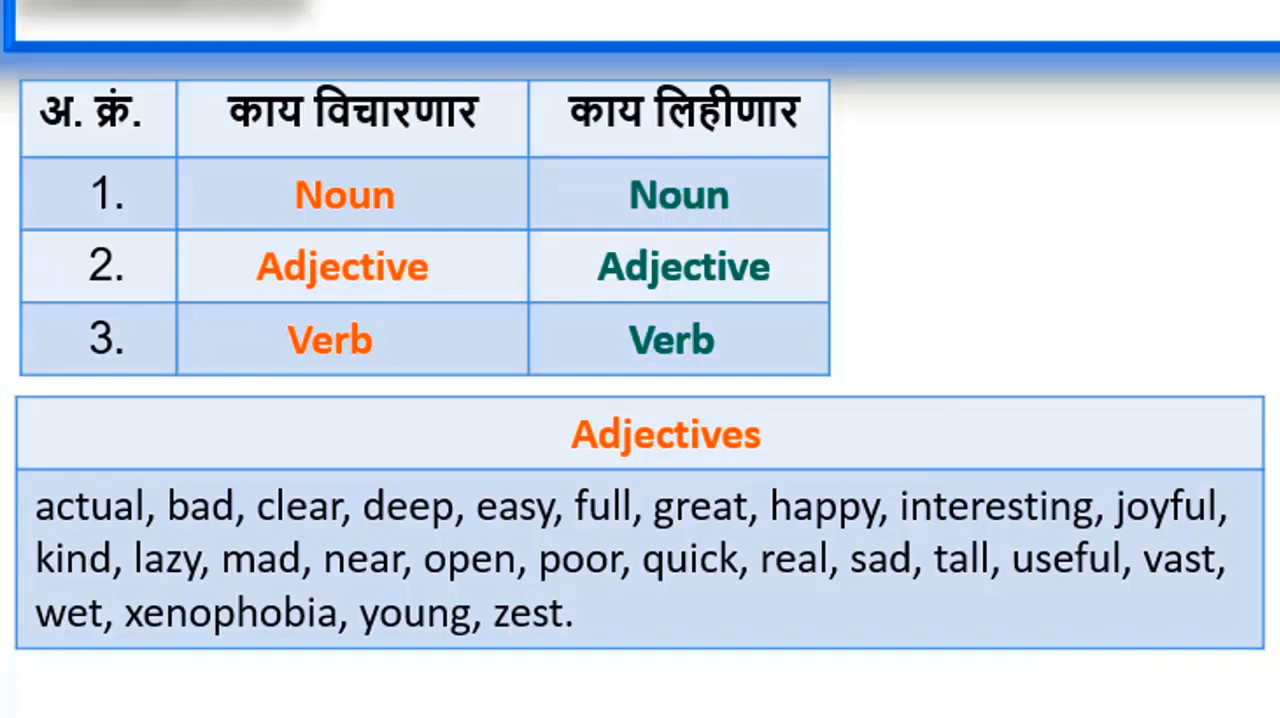 अ. क्रं. काय विचारणार काय लिहीणार
1. Noun Noun
2. Adjective Adjective
3. Verb Verb
Adjectives
actual, bad, clear, deep, easy, full, great, happy, interesting, joyful,
kind, lazy, mad, near, open, poor, quick, real, sad, tall, useful, vast,
wet, xenophobia, young, zest.